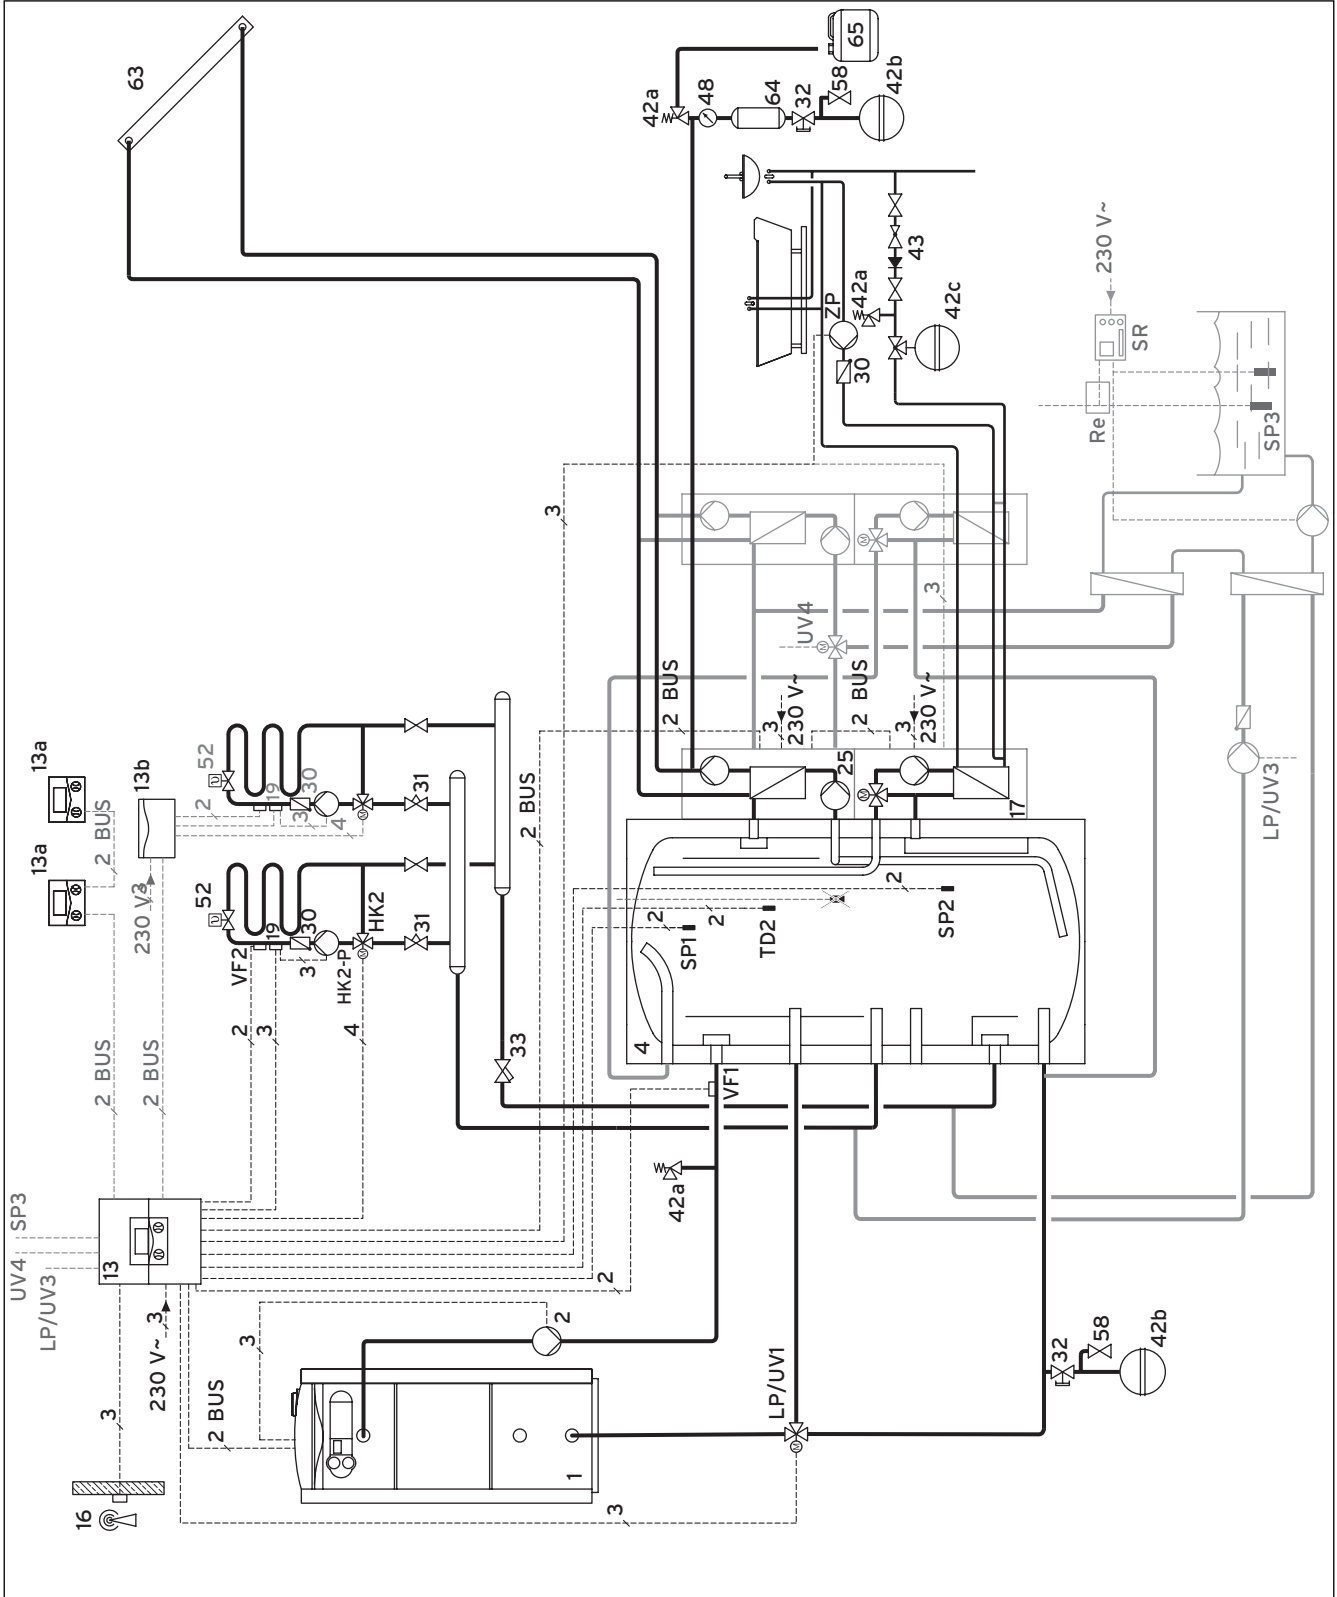 63
65
42a
48
64
32
58
42b
43
42a
42c
ZP
30
230 V~
SR
Re
SP3
3
3
UV4
2 BUS
2 BUS
3
230 V~
3
230 V~
25
17
LP/UV3
13a
13a
13b
2 BUS
230 V~
3
52
19
30
2
3
4
31
52
VF2
19
30
3
HK2
HK2-P
31
2
3
4
2 BUS
2 BUS
2 BUS
33
4
2
SP1
2
TD2
2
SP2
VF1
42a
2
SP3
UV4
LP/UV3
13
3
230 V~
3
2 BUS
16
3
2
1
3
LP/UV1
32
58
42b
M
M
M
M
M
M
M